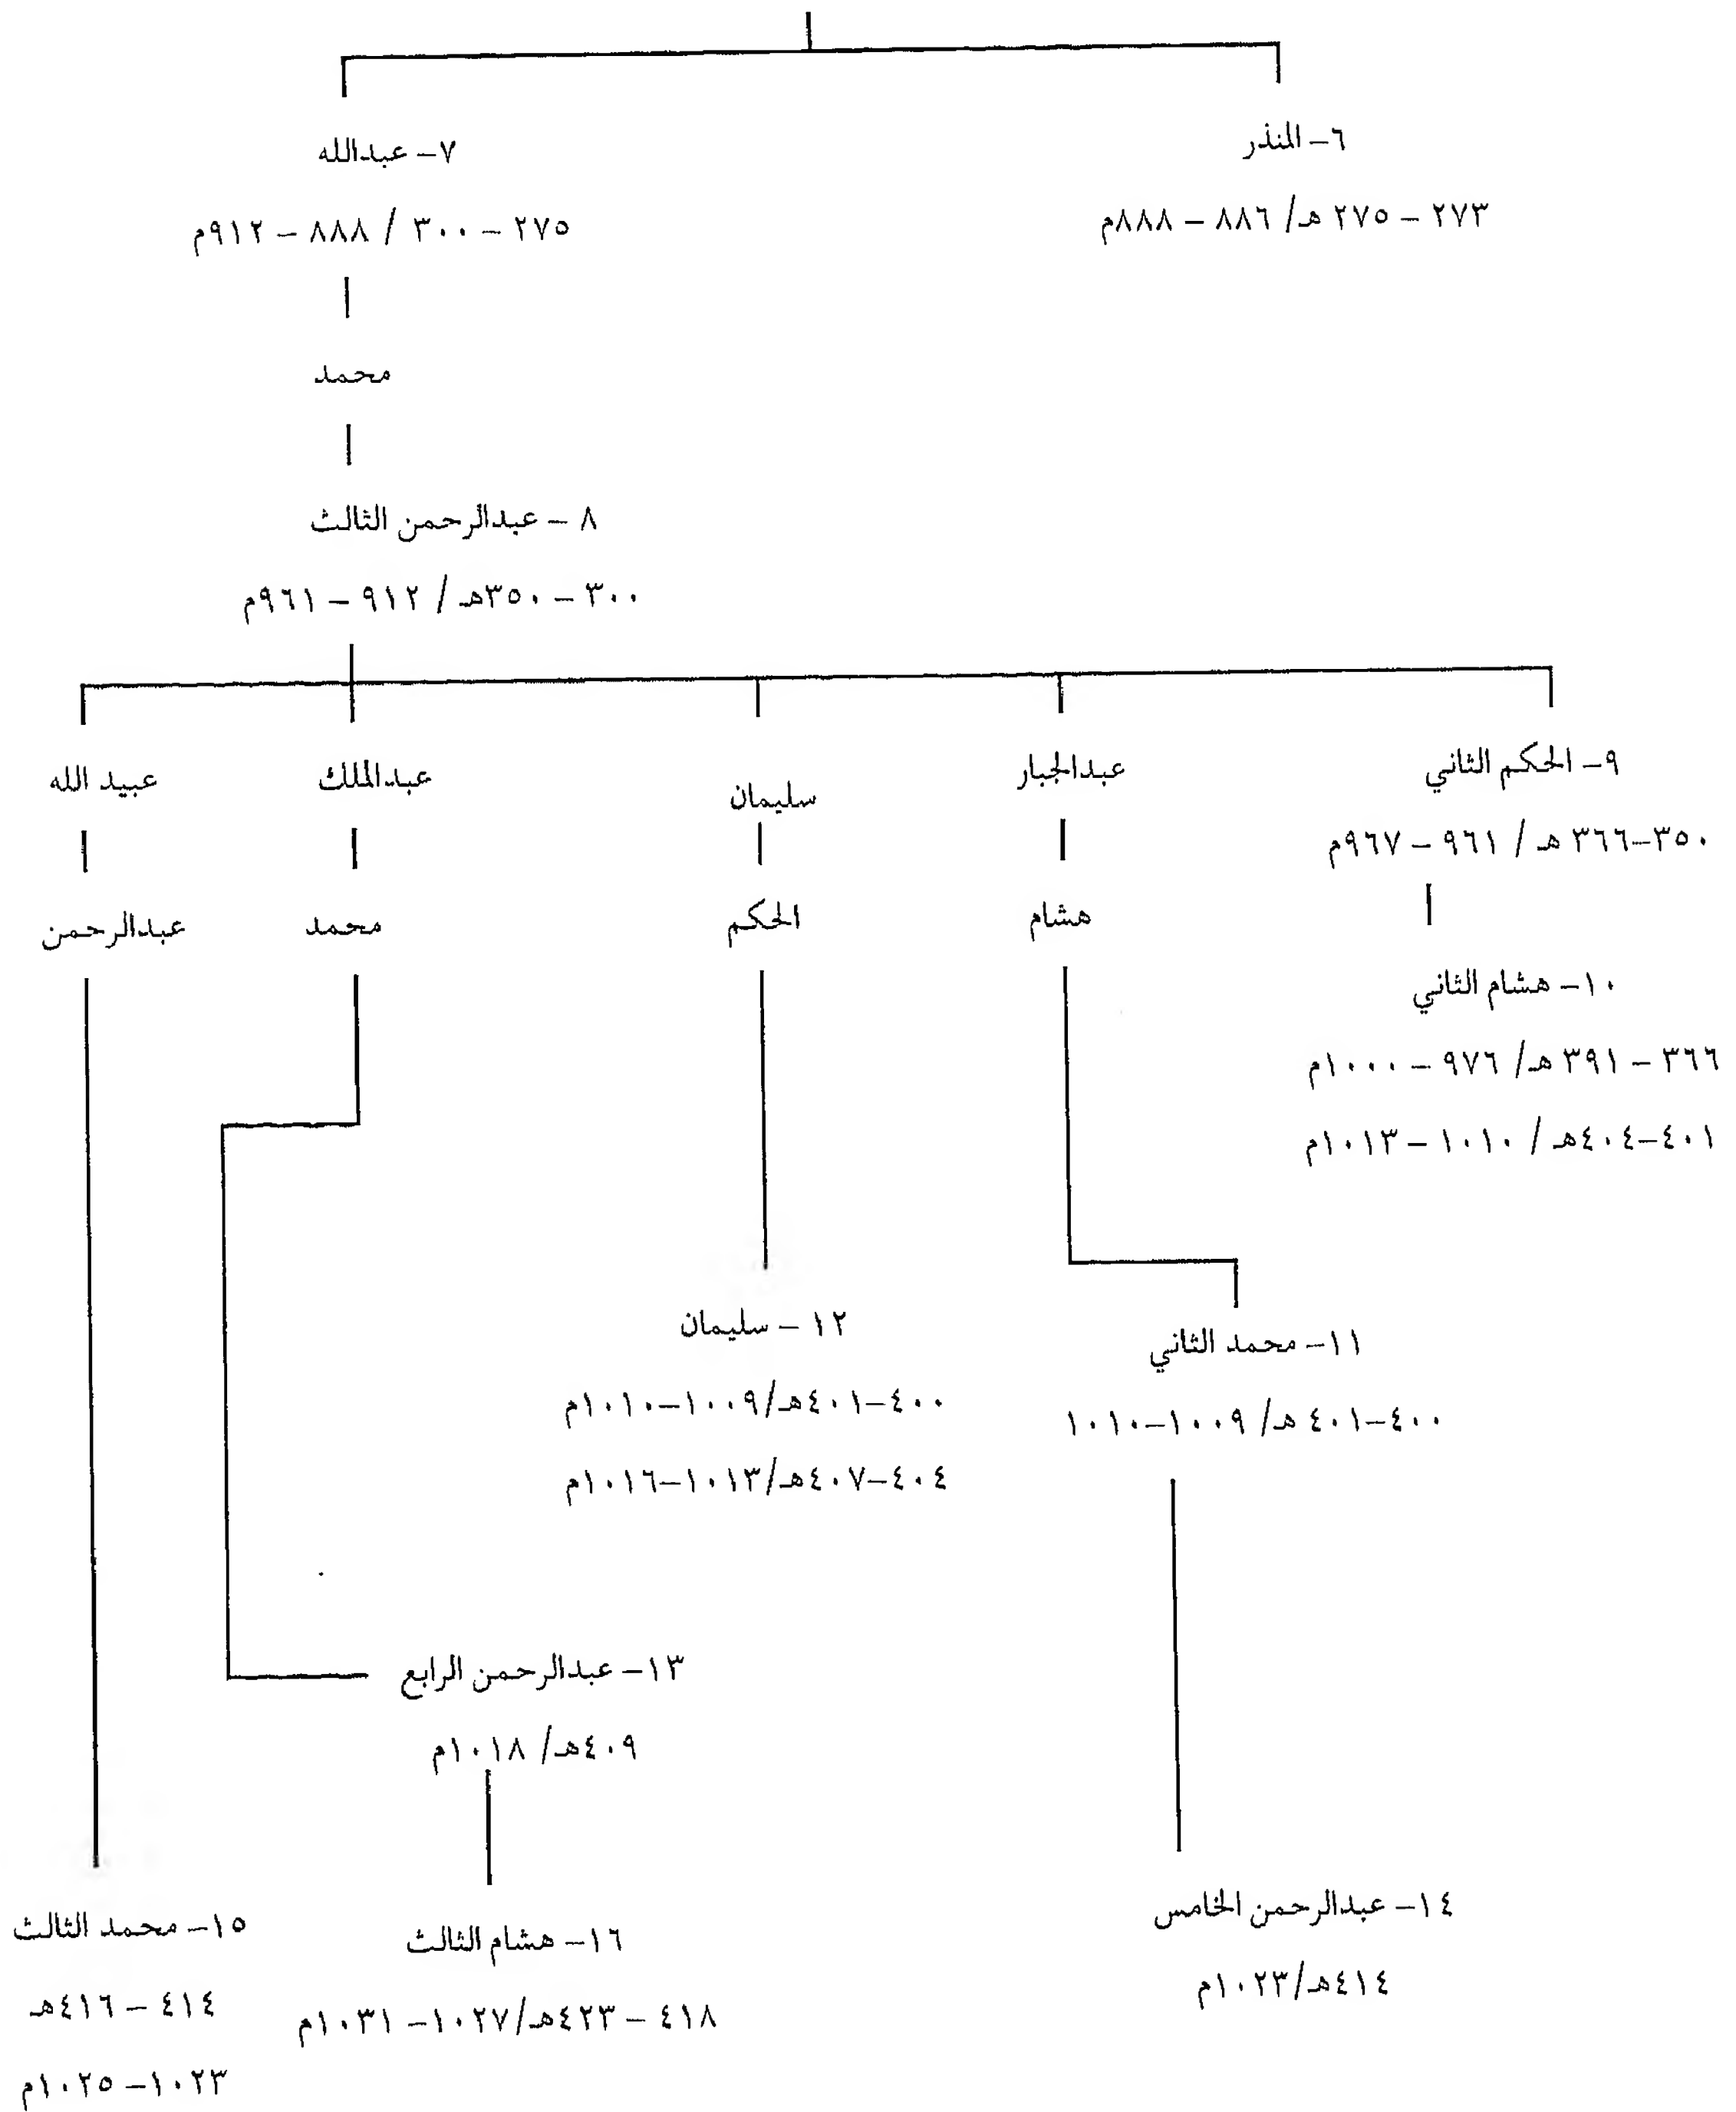 ٦- المنذر
٢٧٣ - ٢٧٥ هـ/ ٨٨٦ - ٨٨٨م
٧- عبدالله
٢٧٥ - ٣٠٠ / ٨٨٨ - ٩١٢م
محمد
٨ - عبدالرحمن الثالث
٣٠٠ - ٣٥٠هـ / ٩١٢ - ٩٦١م
٩- الحكم الثاني
٣٥٠-٣٦٦ هـ / ٩٦١ - ٩٦٧م
عبدالجبار
سليمان
عبدالملك
عبيد الله
هشام
الحكم
محمد
عبدالرحمن
١٠- هشام الثاني
٣٦٦ - ٣٩١ هـ/ ٩٧٦ - ١٠٠٠م
٤٠١-٤٠٤هـ / ١٠١٠ - ١٠١٣م
١١- محمد الثاني
٤٠٠-٤٠١ هـ/ ١٠٠٩-١٠١٠
١٢ - سليمان
٤٠٠-٤٠١هـ/١٠٠٩-١٠١٠م
٤٠٤-٤٠٧هـ/١٠١٣-١٠١٦م
١٣- عبدالرحمن الرابع
٤٠٩هـ/ ١٠١٨م
١٤- عبدالرحمن الخامس
٤١٤هـ/١٠٢٣م
١٦- هشام الثالث
٤١٨ - ٤٢٣هـ/١٠٢٧- ١٠٣١م
١٥- محمد الثالث
٤١٤ - ٤١٦هـ
١٠٢٣- ١٠٢٥م